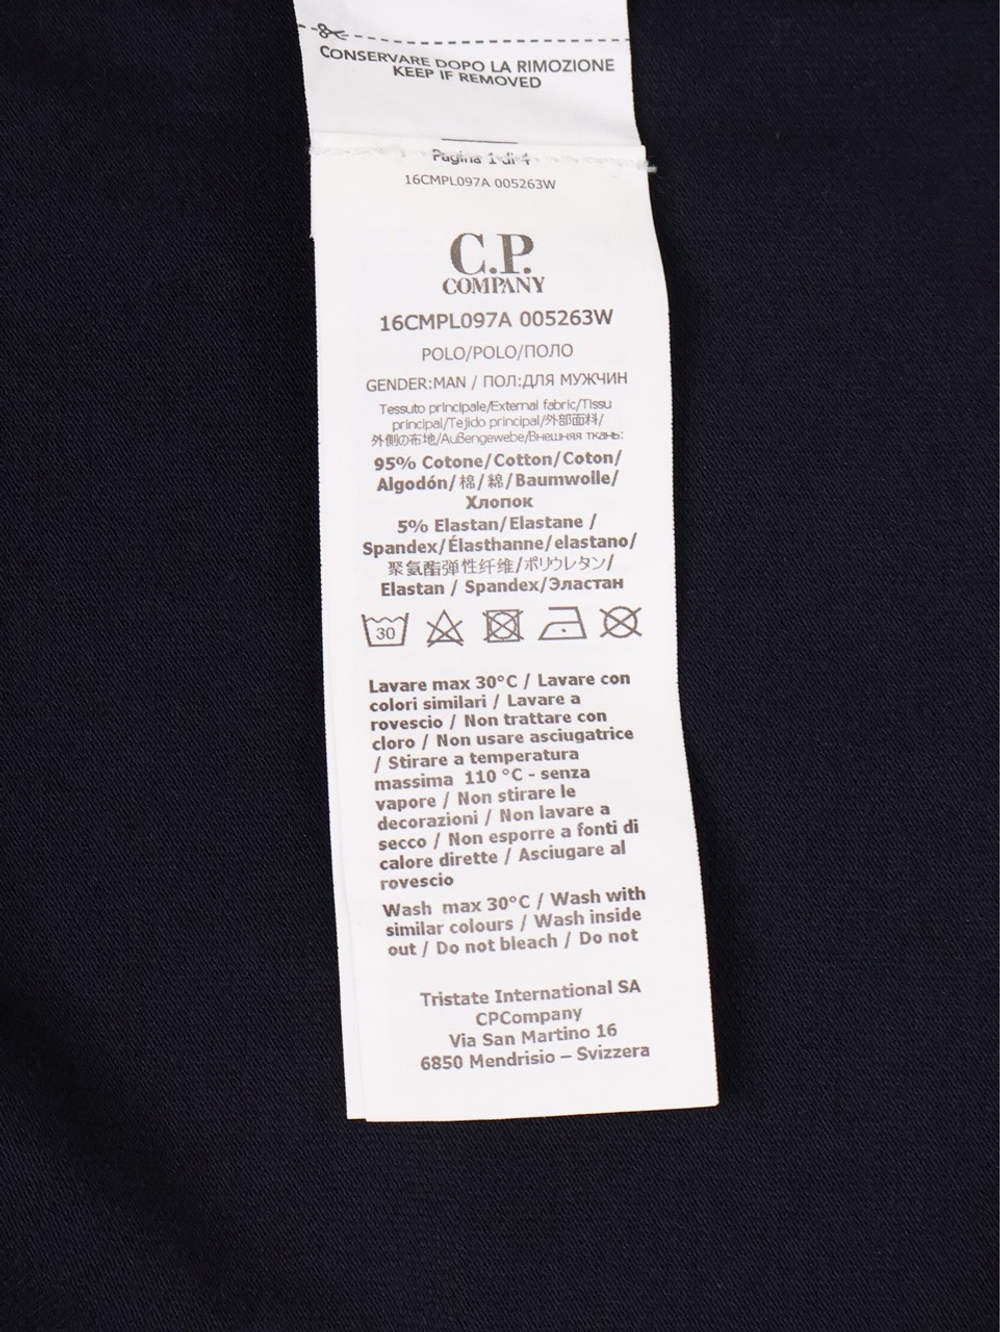 CONSERVARE DOPO LA RIMOZIONE
KEEP IF REMOVED
Pagina 1 di 4
16CMPL097A 005263W
C.P.
COMPANY
16CMPL097A 005263W
POLO/POLO/ПОЛО
GENDER:MAN / ПОЛ:ДЛЯ МУЖЧИН
Tessuto principale/External fabric/Tissu
principal/Tejido principal/外部面料/
外側の布地/Außengewebe/Внешняя ткань:
95% Cotone/Cotton/Coton/
Algodón/棉/綿/Baumwolle/
Хлопок
5% Elastan/Elastane /
Spandex/Élasthanne/elastano/
聚氨酯弹性纤维/ポリウレタン/
Elastan / Spandex/Эластан
30
Lavare max 30°C / Lavare con
colori similari / Lavare a
rovescio / Non trattare con
cloro / Non usare asciugatrice
/ Stirare a temperatura
massima 110 °C - senza
vapore / Non stirare le
decorazioni / Non lavare a
secco / Non esporre a fonti di
calore dirette / Asciugare al
rovescio
Wash max 30°C / Wash with
similar colours / Wash inside
out / Do not bleach / Do not
Tristate International SA
CPCompany
Via San Martino 16
6850 Mendrisio – Svizzera